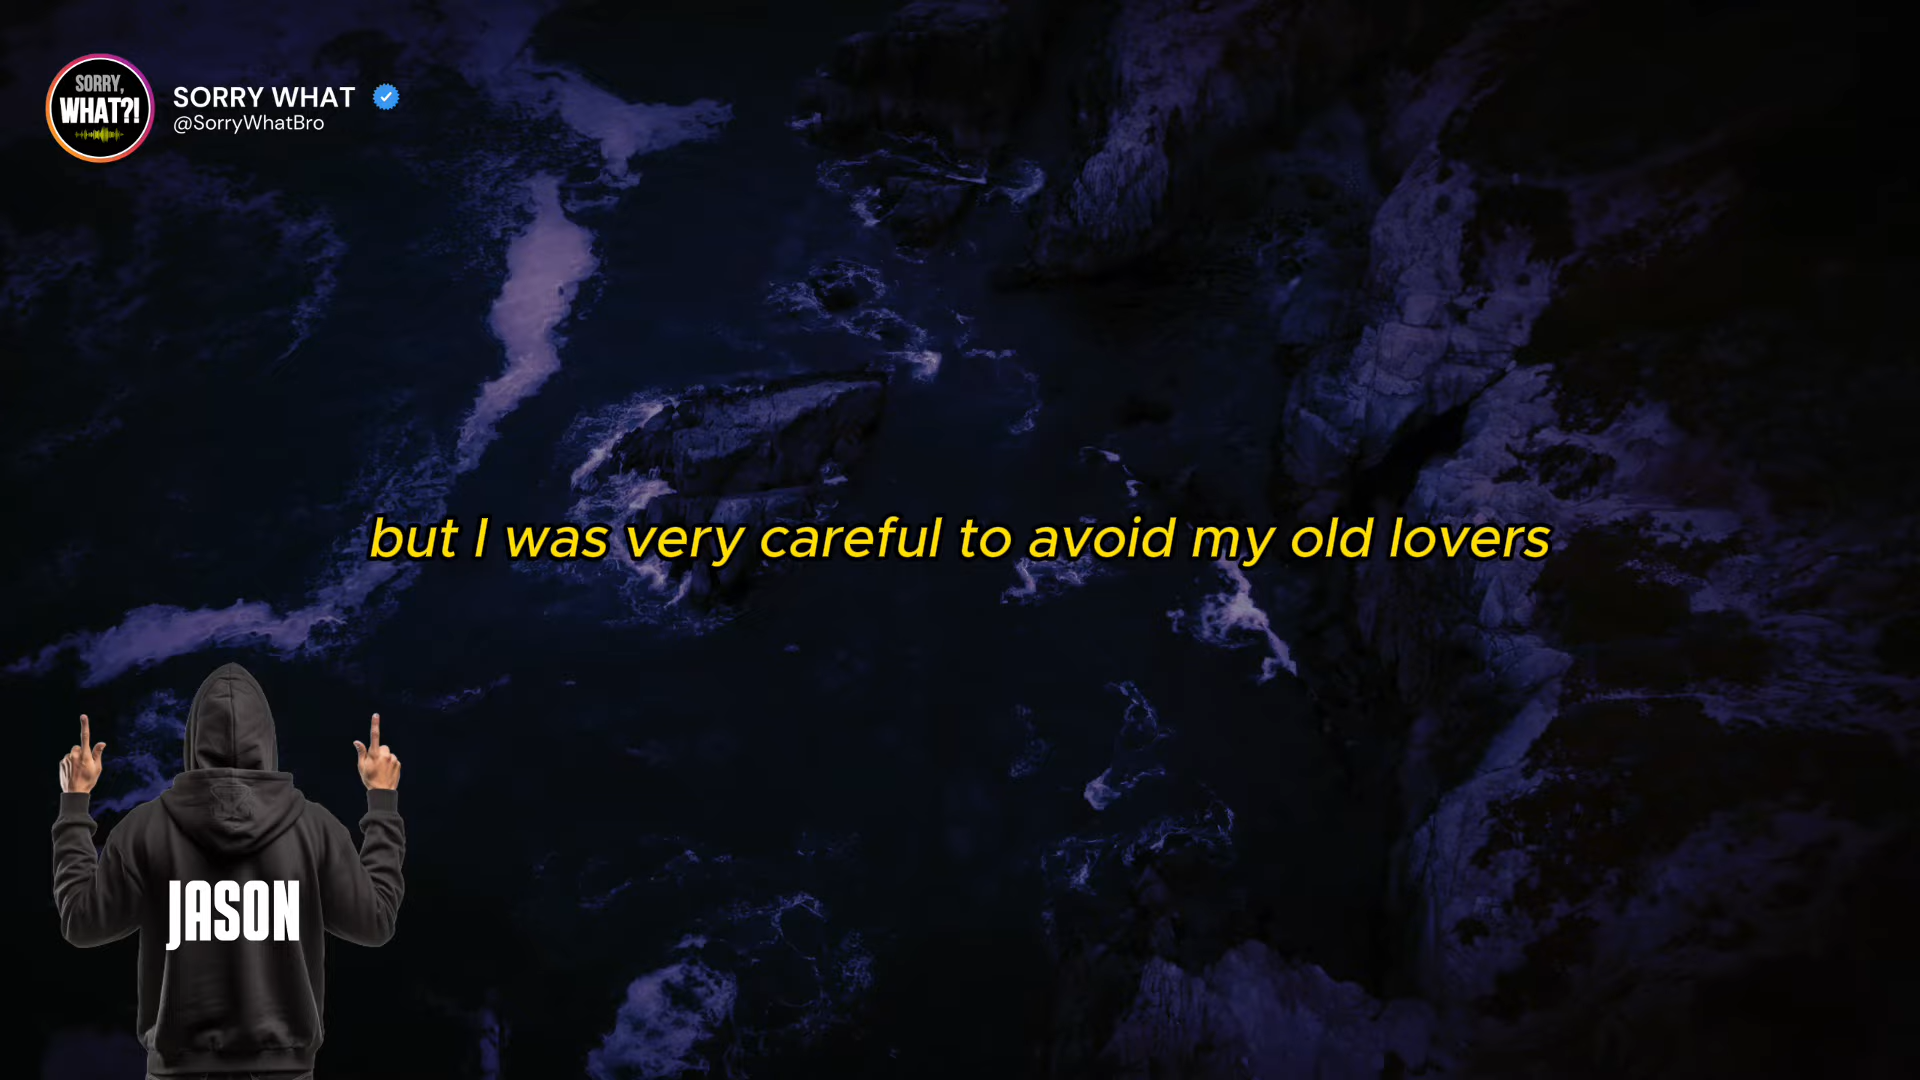 SORRY,
WHAT?!
SORRY WHAT
@SorryWhatBro
but I was very careful to avoid my old lovers
JASON